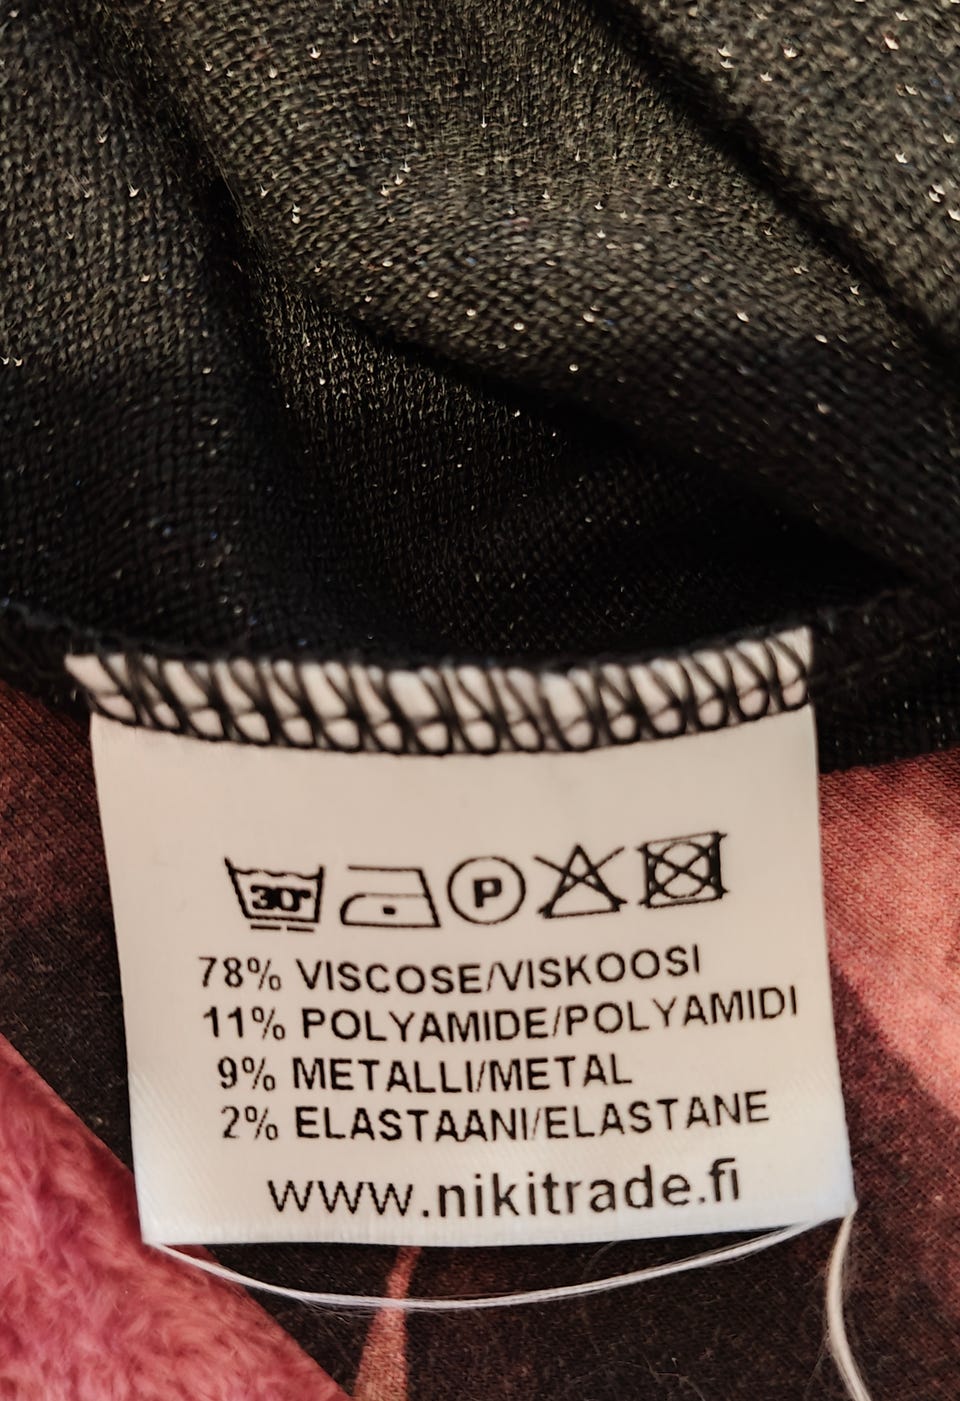 30° P
78% VISCOSE/VISKOOSI
11% POLYAMIDE/POLYAMIDI
9% METALLI/METAL
2% ELASTAANI/ELASTANE
www.nikitrade.fi